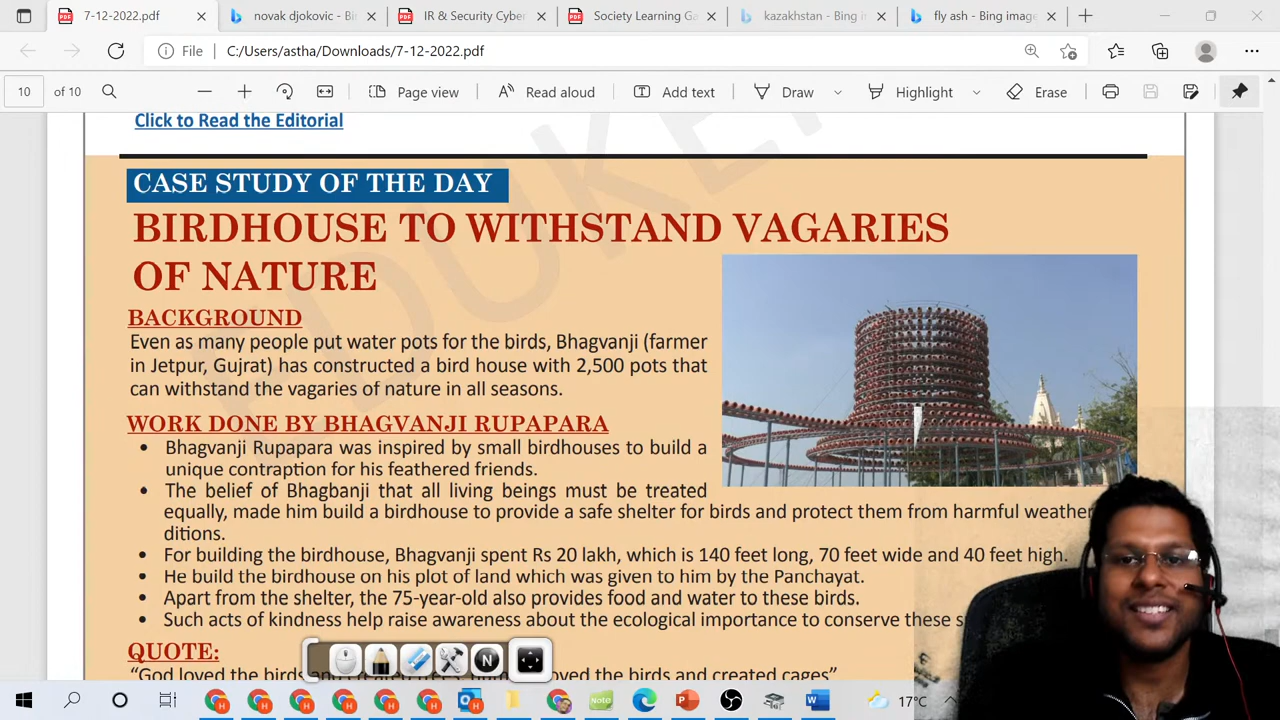 7-12-2022.pdf
novak djokovic - Bi
IR & Security Cyber
Society Learning Ga
kazakhstan - Bing i
fly ash - Bing image
File
C:/Users/astha/Downloads/7-12-2022.pdf
10 of 10
Page view
Read aloud
Add text
Draw
Highlight
Erase
Click to Read the Editorial
CASE STUDY OF THE DAY
BIRDHOUSE TO WITHSTAND VAGARIES
OF NATURE
BACKGROUND
Even as many people put water pots for the birds, Bhagvanji (farmer
in Jetpur, Gujrat) has constructed a bird house with 2,500 pots that
can withstand the vagaries of nature in all seasons.
WORK DONE BY BHAGVANJI RUPAPARA
• Bhagvanji Rupapara was inspired by small birdhouses to build a
unique contraption for his feathered friends.
• The belief of Bhagbanji that all living beings must be treated
equally, made him build a birdhouse to provide a safe shelter for birds and protect them from harmful weather
ditions.
• For building the birdhouse, Bhagvanji spent Rs 20 lakh, which is 140 feet long, 70 feet wide and 40 feet high.
• He build the birdhouse on his plot of land which was given to him by the Panchayat.
• Apart from the shelter, the 75-year-old also provides food and water to these birds.
• Such acts of kindness help raise awareness about the ecological importance to conserve these s
QUOTE:
"God loved the birds and loved the birds and created cages"
N
Note
17°C